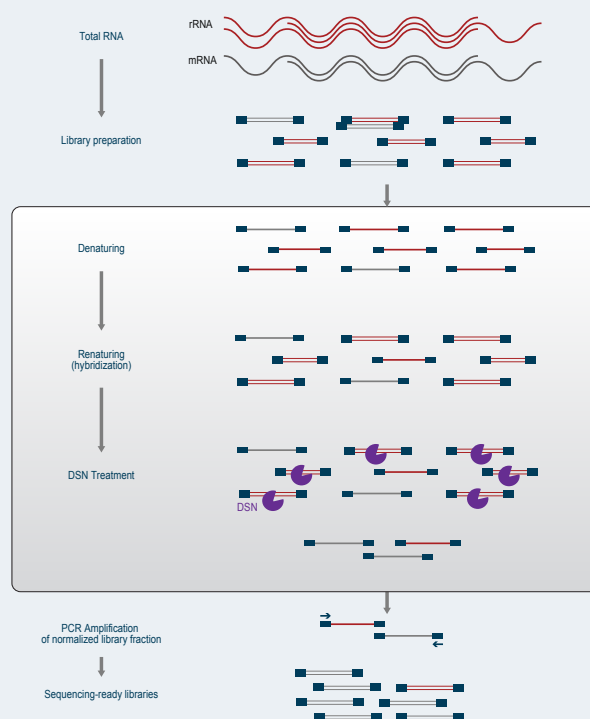 rRNA
Total RNA
mRNA
Library preparation
Denaturing
Renaturing
(hybridization)
DSN Treatment
DSN
PCR Amplification
of normalized library fraction
Sequencing-ready libraries